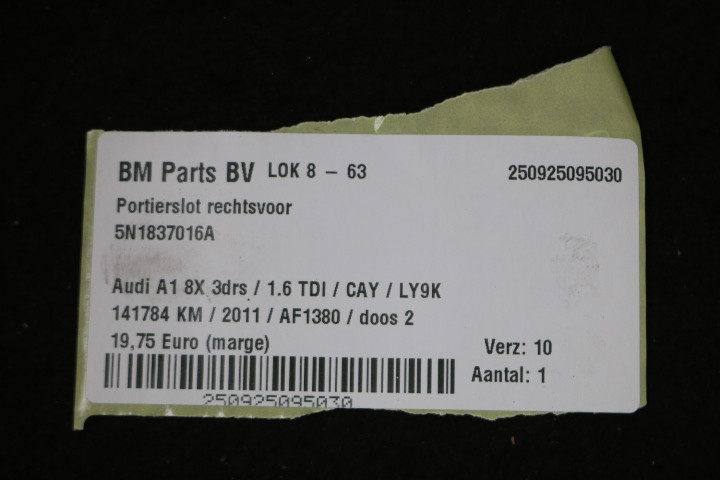 BM Parts BV LOK 8 - 63 250925095030
Portierslot rechtsvoor
5N1837016A
Audi A1 8X 3drs / 1.6 TDI / CAY / LY9K
141784 KM / 2011 / AF1380 / doos 2
19,75 Euro (marge)
Verz: 10
Aantal: 1
250925095030